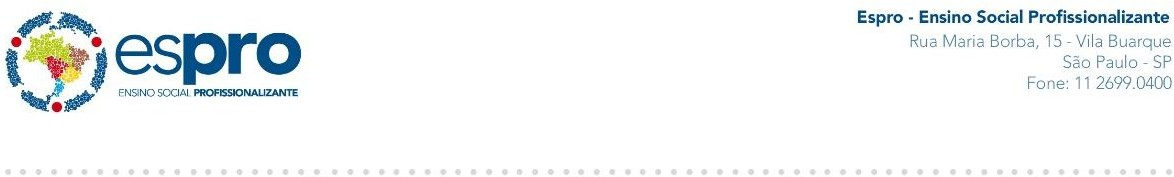 espro
ENSINO SOCIAL PROFISSIONALIZANTE
Espro - Ensino Social Profissionalizante
Rua Maria Borba, 15 - Vila Buarque
São Paulo - SP
Fone: 11 2699.0400